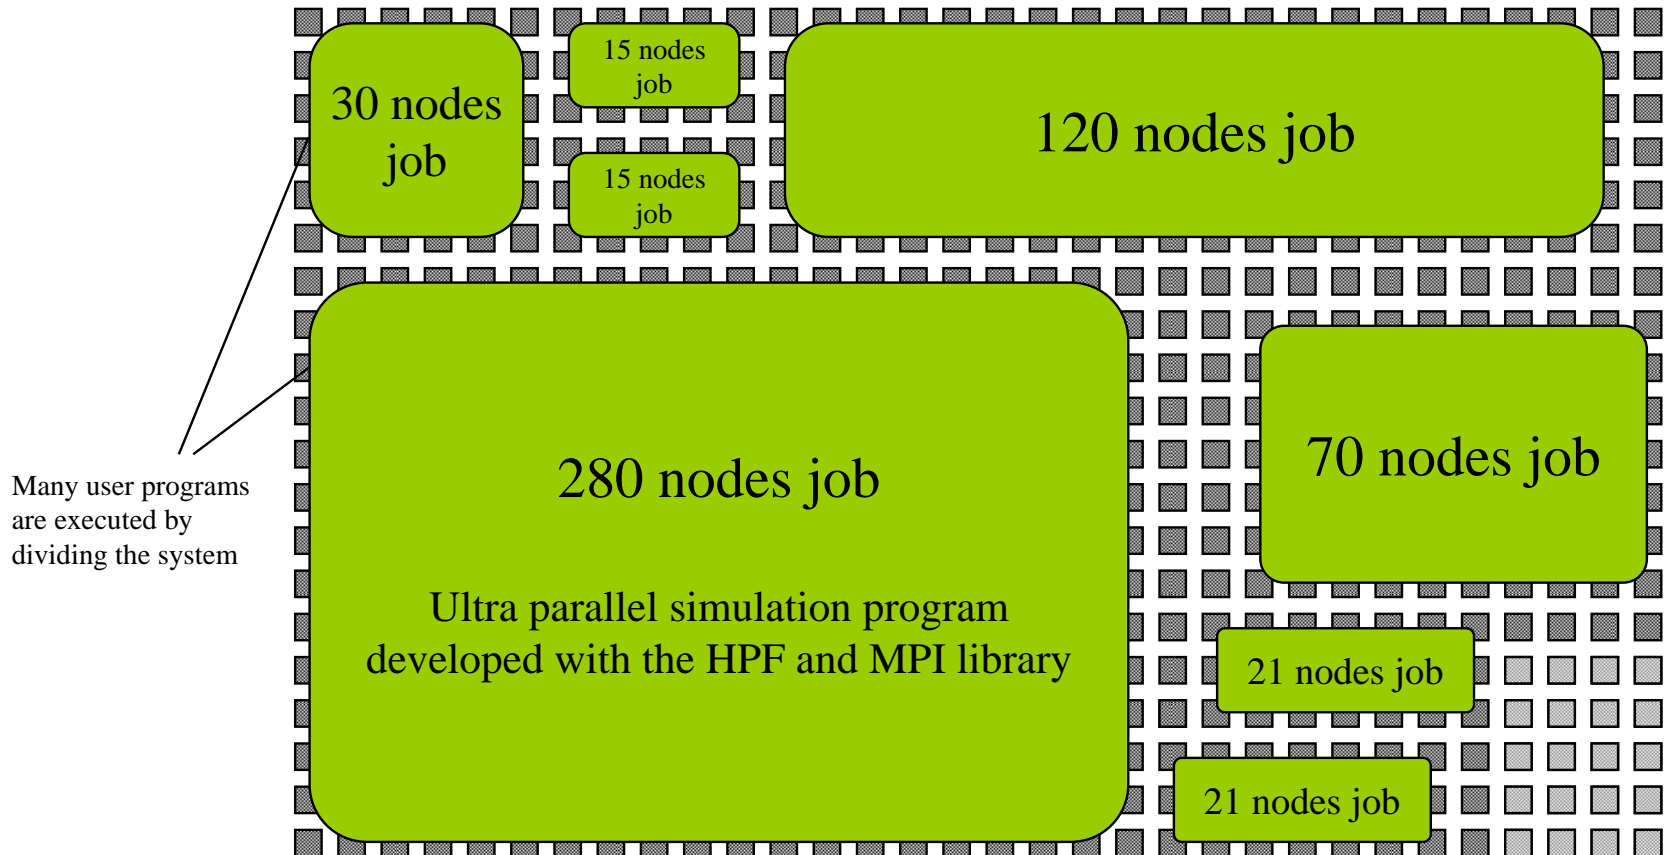 30 nodes
job
15 nodes
job
15 nodes
job
120 nodes job
Many user programs
are executed by
dividing the system
280 nodes job
Ultra parallel simulation program
developed with the HPF and MPI library
70 nodes job
21 nodes job
21 nodes job